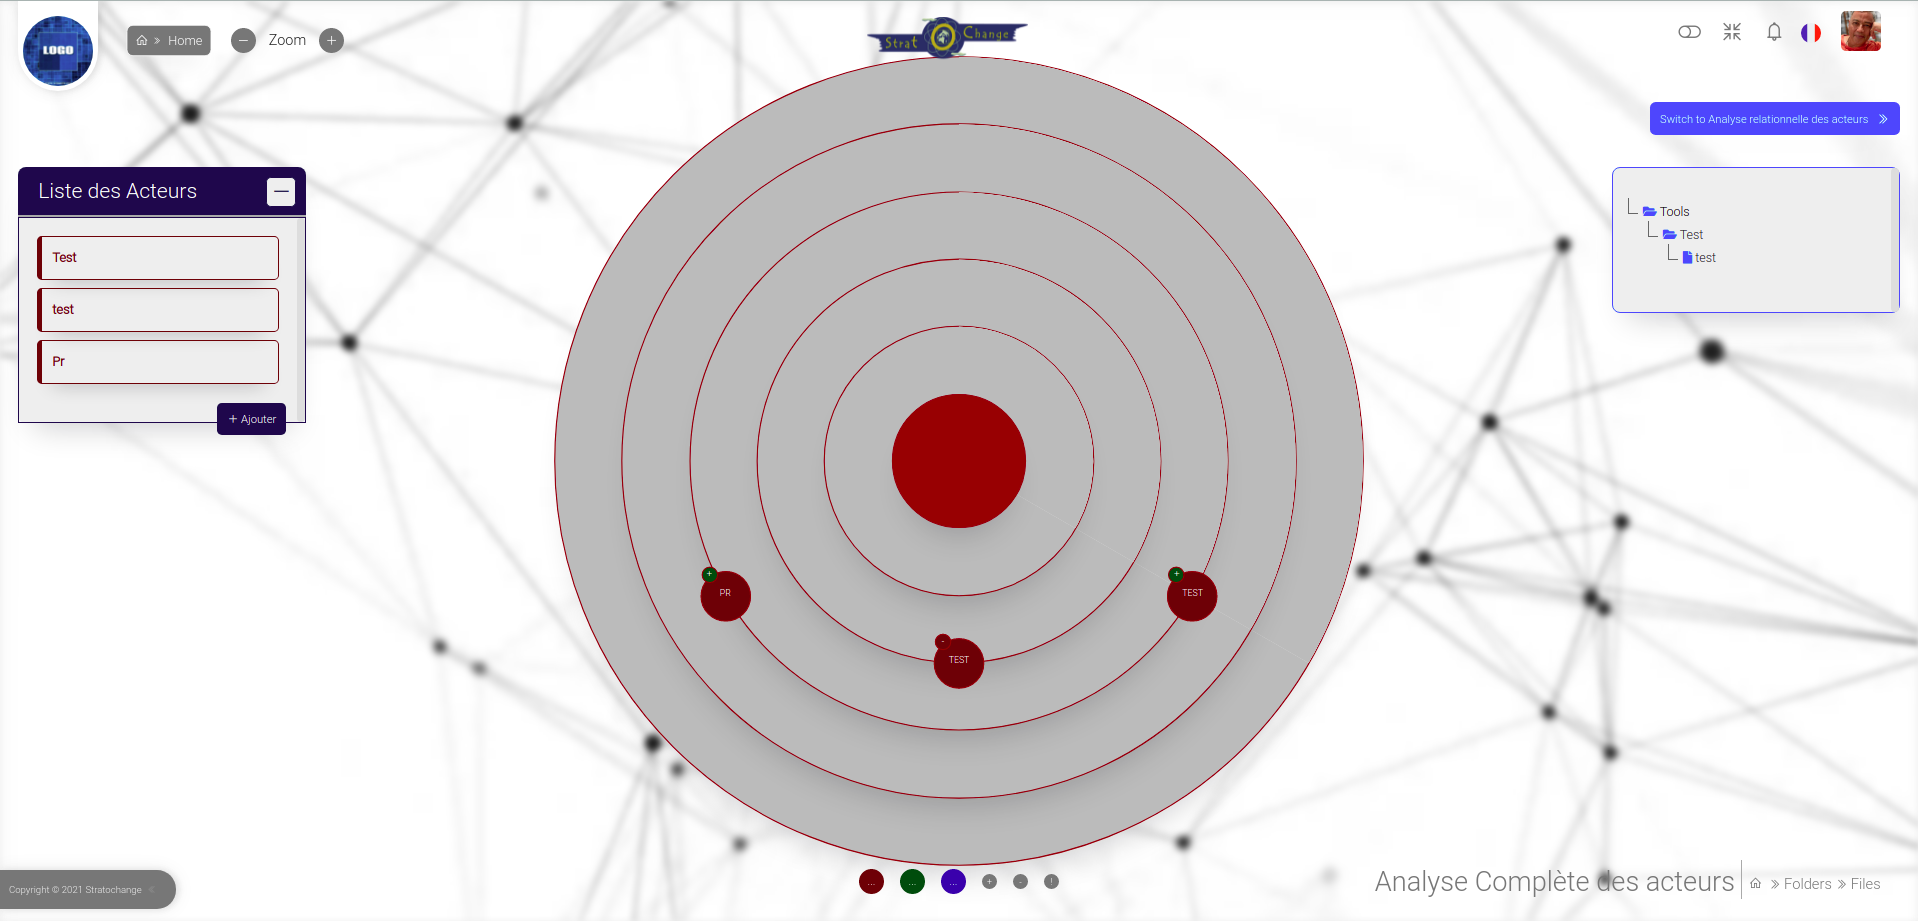 LOGO
Home
Zoom
Strat Change
Switch to Analyse relationnelle des acteurs
Liste des Acteurs
Test
test
Pr
+ Ajouter
Tools
Test
test
+
PR
+
TEST
-
TEST
... ... ... + - !
Copyright © 2021 Stratochange
Analyse Complète des acteurs
Folders
Files